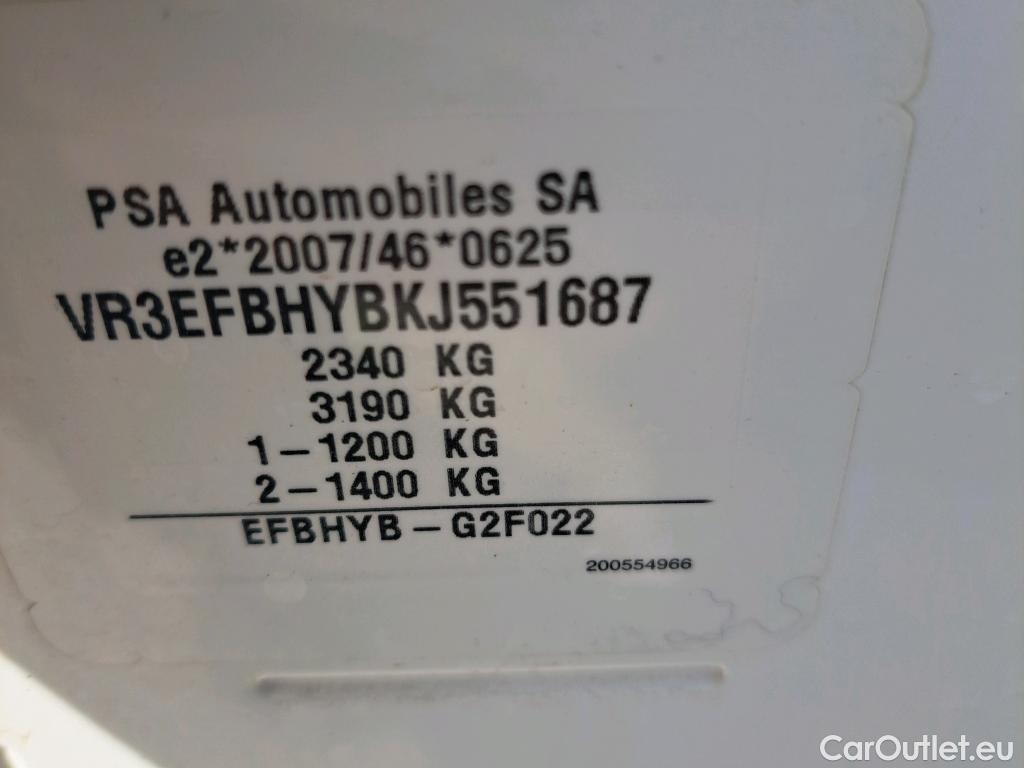 PSA Automobiles SA
e2*2007/46*0625
VR3EFBHYBKJ551687
2340 KG
3190 KG
1-1200 KG
2-1400 KG
EFBHYB-G2F022
200554966
CarOutlet.eu